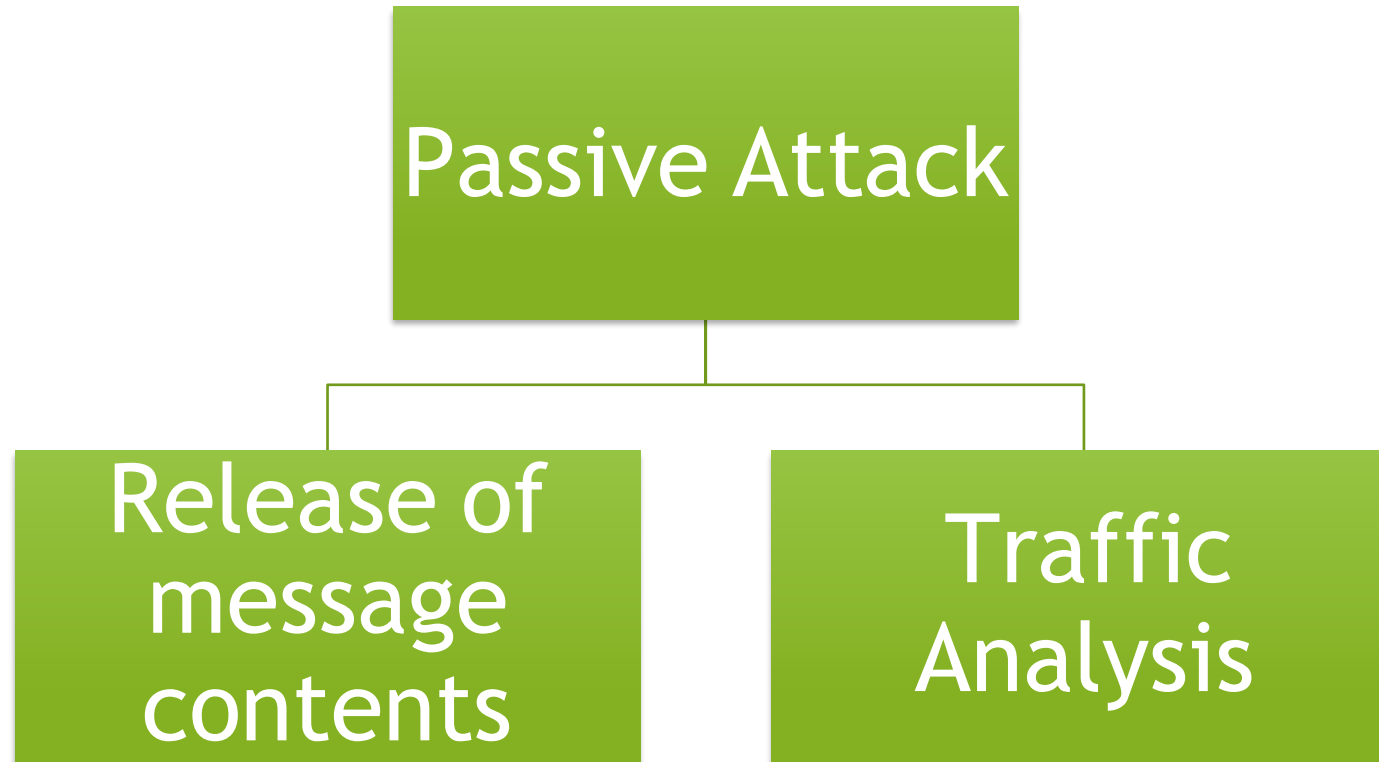 Passive Attack
Release of
message
contents
Traffic
Analysis